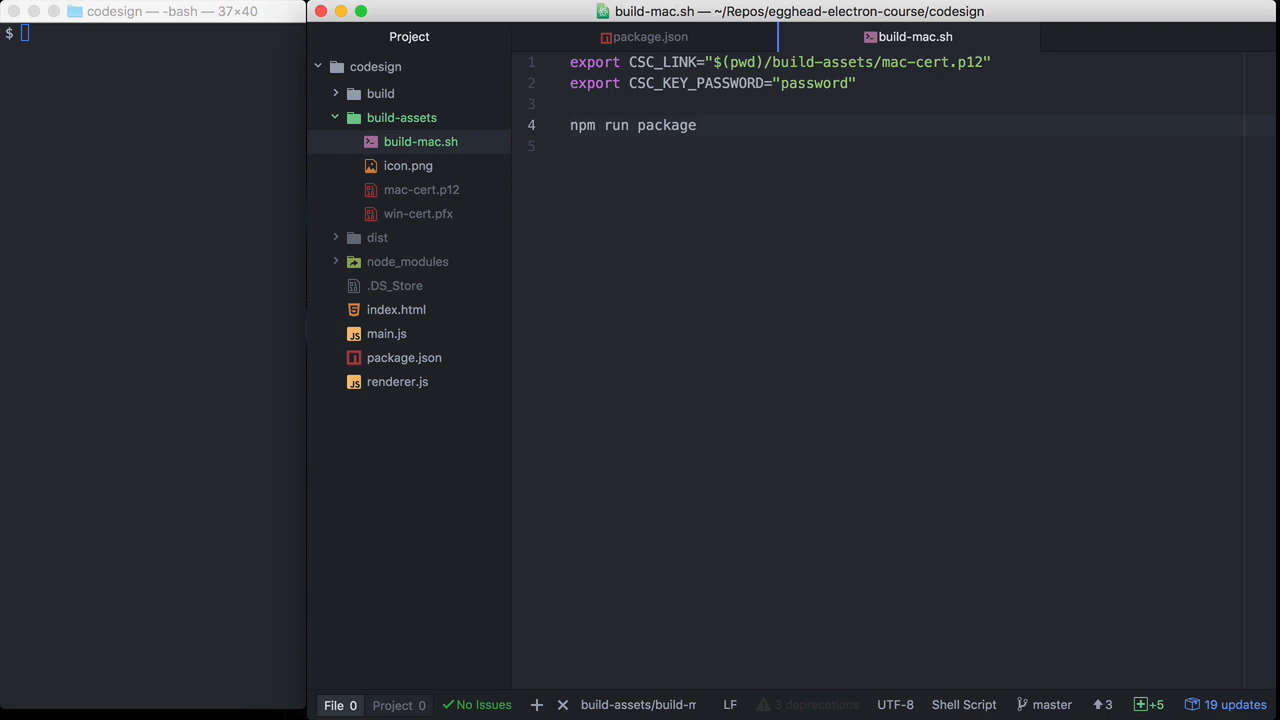 codesign — -bash — 37×40
$
build-mac.sh — ~/Repos/egghead-electron-course/codesign
Project
codesign
build
build-assets
build-mac.sh
icon.png
mac-cert.p12
win-cert.pfx
dist
node_modules
.DS_Store
index.html
main.js
package.json
renderer.js
package.json
build-mac.sh
1 export CSC_LINK="$(pwd)/build-assets/mac-cert.p12"
2 export CSC_KEY_PASSWORD="password"
3
4 npm run package
5
File 0 Project 0 No Issues build-assets/build-m LF 3 deprecations UTF-8 Shell Script master 3 +5 19 updates